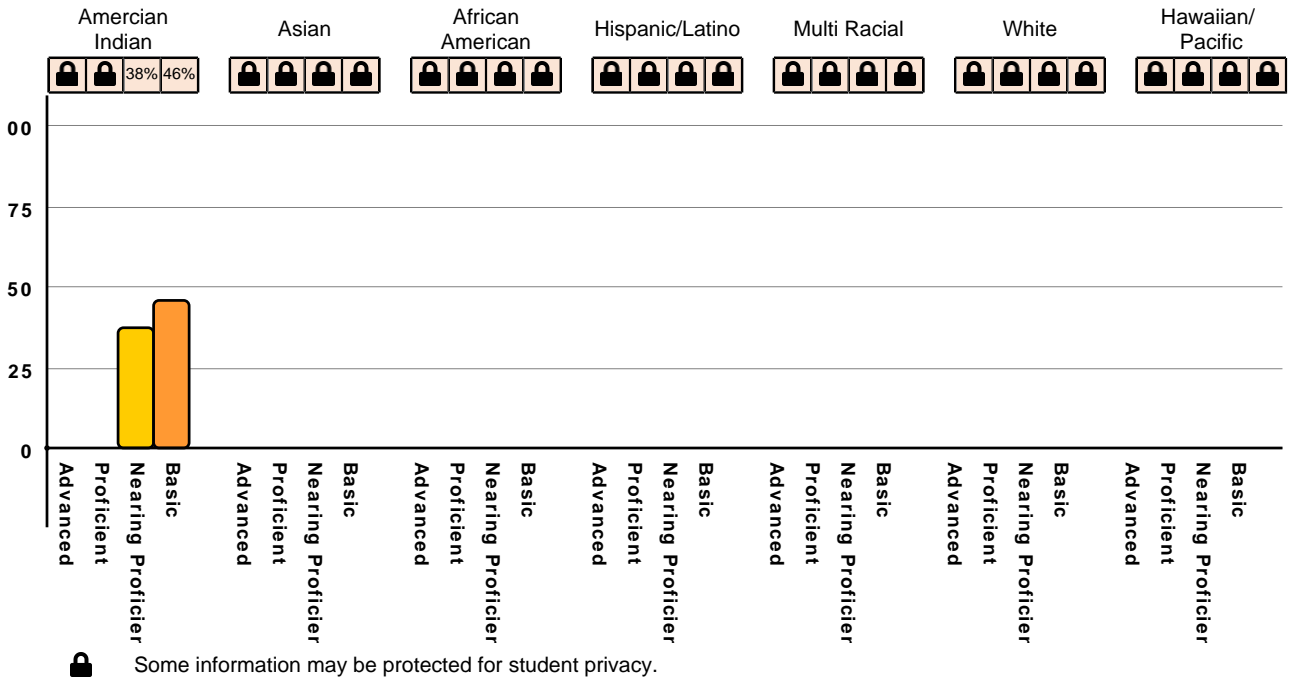 Amercian
Indian
Asian
African
American
Hispanic/Latino
Multi Racial
White
Hawaiian/
Pacific
38% 46%
00
75
50
25
0
Advanced
Proficient
Nearing Proficier
Basic
Advanced
Proficient
Nearing Proficier
Basic
Advanced
Proficient
Nearing Proficier
Basic
Advanced
Proficient
Nearing Proficier
Basic
Advanced
Proficient
Nearing Proficier
Basic
Advanced
Proficient
Nearing Proficier
Basic
Advanced
Proficient
Nearing Proficier
Basic
Some information may be protected for student privacy.